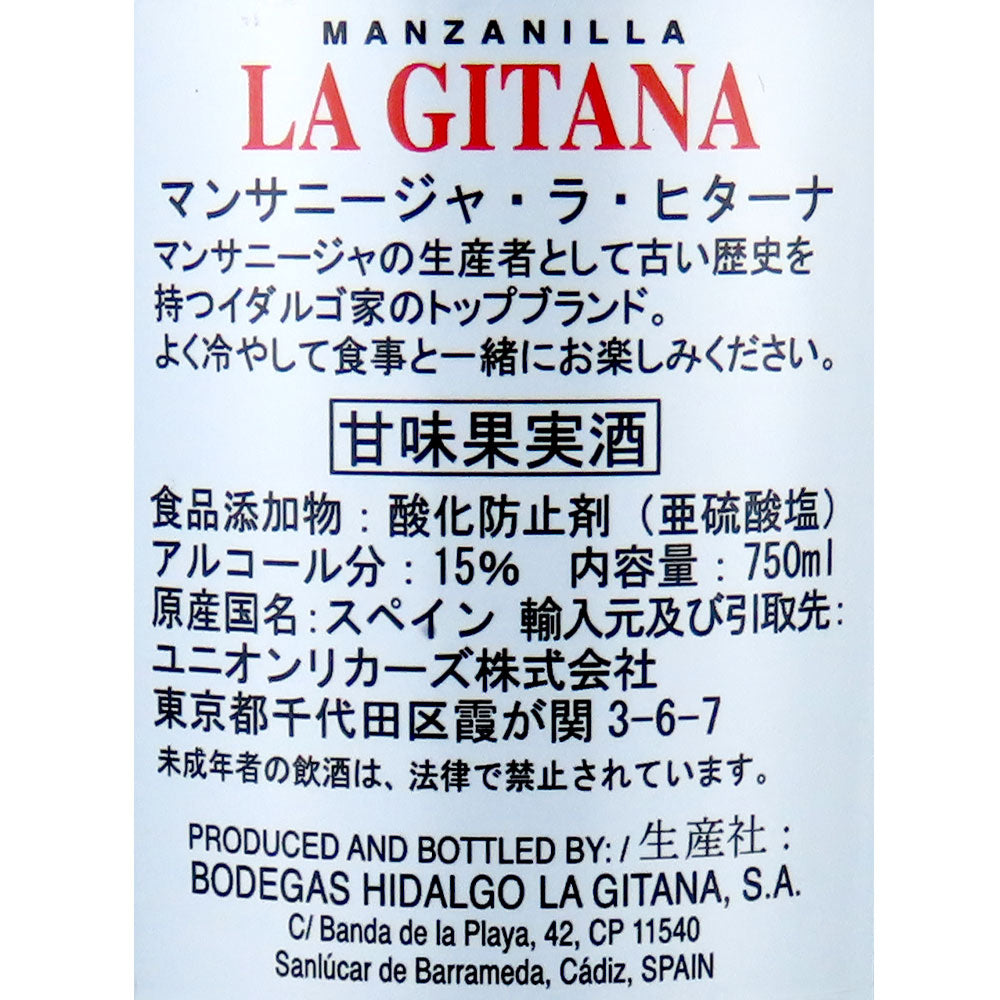 MANZANILLA
LA GITANA
マンサニージャ・ラ・ヒターナ
マンサニージャの生産者として古い歴史を
持つイダルゴ家のトップブランド。
よく冷やして食事と一緒にお楽しみください。
甘味果実酒
食品添加物：酸化防止剤（亜硫酸塩）
アルコール分：15％　内容量：750ml
原産国名：スペイン 輸入元及び引取先：
ユニオンリカーズ株式会社
東京都千代田区霞が関3-6-7
未成年者の飲酒は、法律で禁止されています。
PRODUCED AND BOTTLED BY: / 生産社：
BODEGAS HIDALGO LA GITANA, S.A.
C/ Banda de la Playa, 42, CP 11540
Sanlúcar de Barrameda, Cádiz, SPAIN